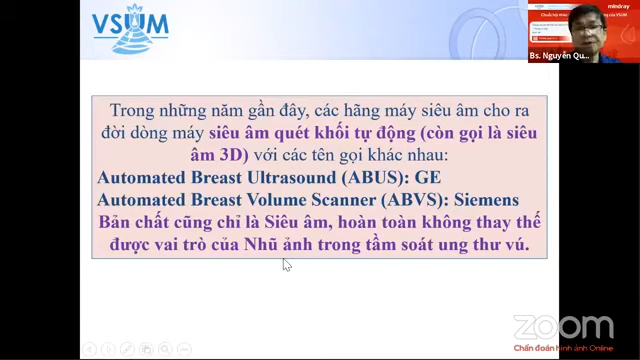 VSUM
mindray
Bs. Nguyễn Qu...
Trong những năm gần đây, các hãng máy siêu âm cho ra
đời dòng máy siêu âm quét khối tự động (còn gọi là siêu
âm 3D) với các tên gọi khác nhau:
Automated Breast Ultrasound (ABUS): GE
Automated Breast Volume Scanner (ABVS): Siemens
Bản chất cũng chỉ là Siêu âm, hoàn toàn không thay thế
được vai trò của Nhũ ảnh trong tầm soát ung thư vú.
zoom
Chẩn đoán hình ảnh Online